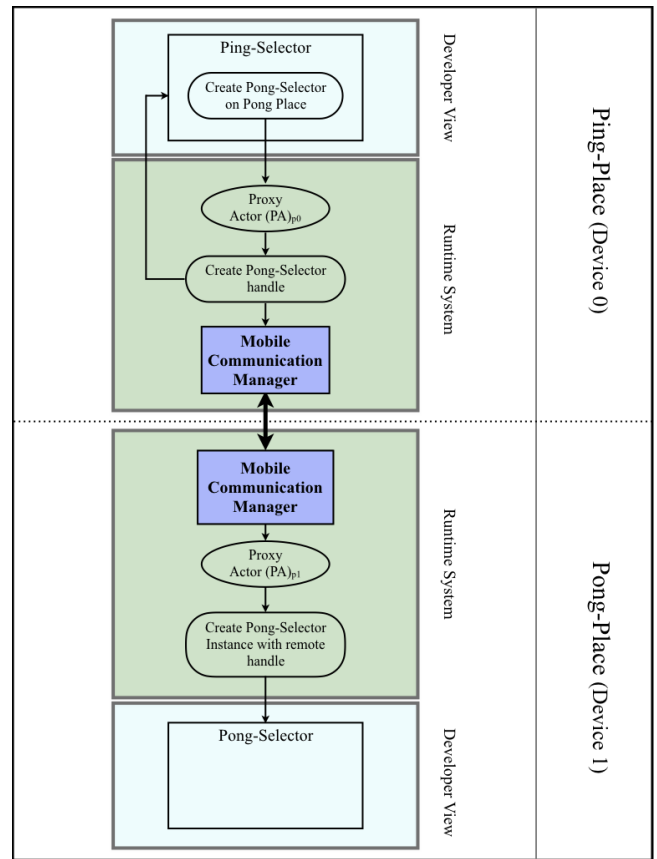 Ping-Selector
Create Pong-Selector
on Pong Place
Developer View
Proxy
Actor (PA)p0
Create Pong-Selector
handle
Runtime System
Mobile
Communication
Manager
Ping-Place (Device 0)
Mobile
Communication
Manager
Proxy
Actor (PA)p1
Create Pong-Selector
Instance with remote
handle
Runtime System
Pong-Selector
Developer View
Pong-Place (Device 1)